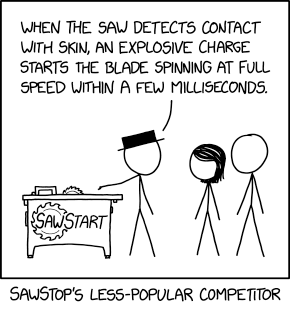 WHEN THE SAW DETECTS CONTACT
WITH SKIN, AN EXPLOSIVE CHARGE
STARTS THE BLADE SPINNING AT FULL
SPEED WITHIN A FEW MILLISECONDS.
SAWSTART
SAWSTOP'S LESS-POPULAR COMPETITOR